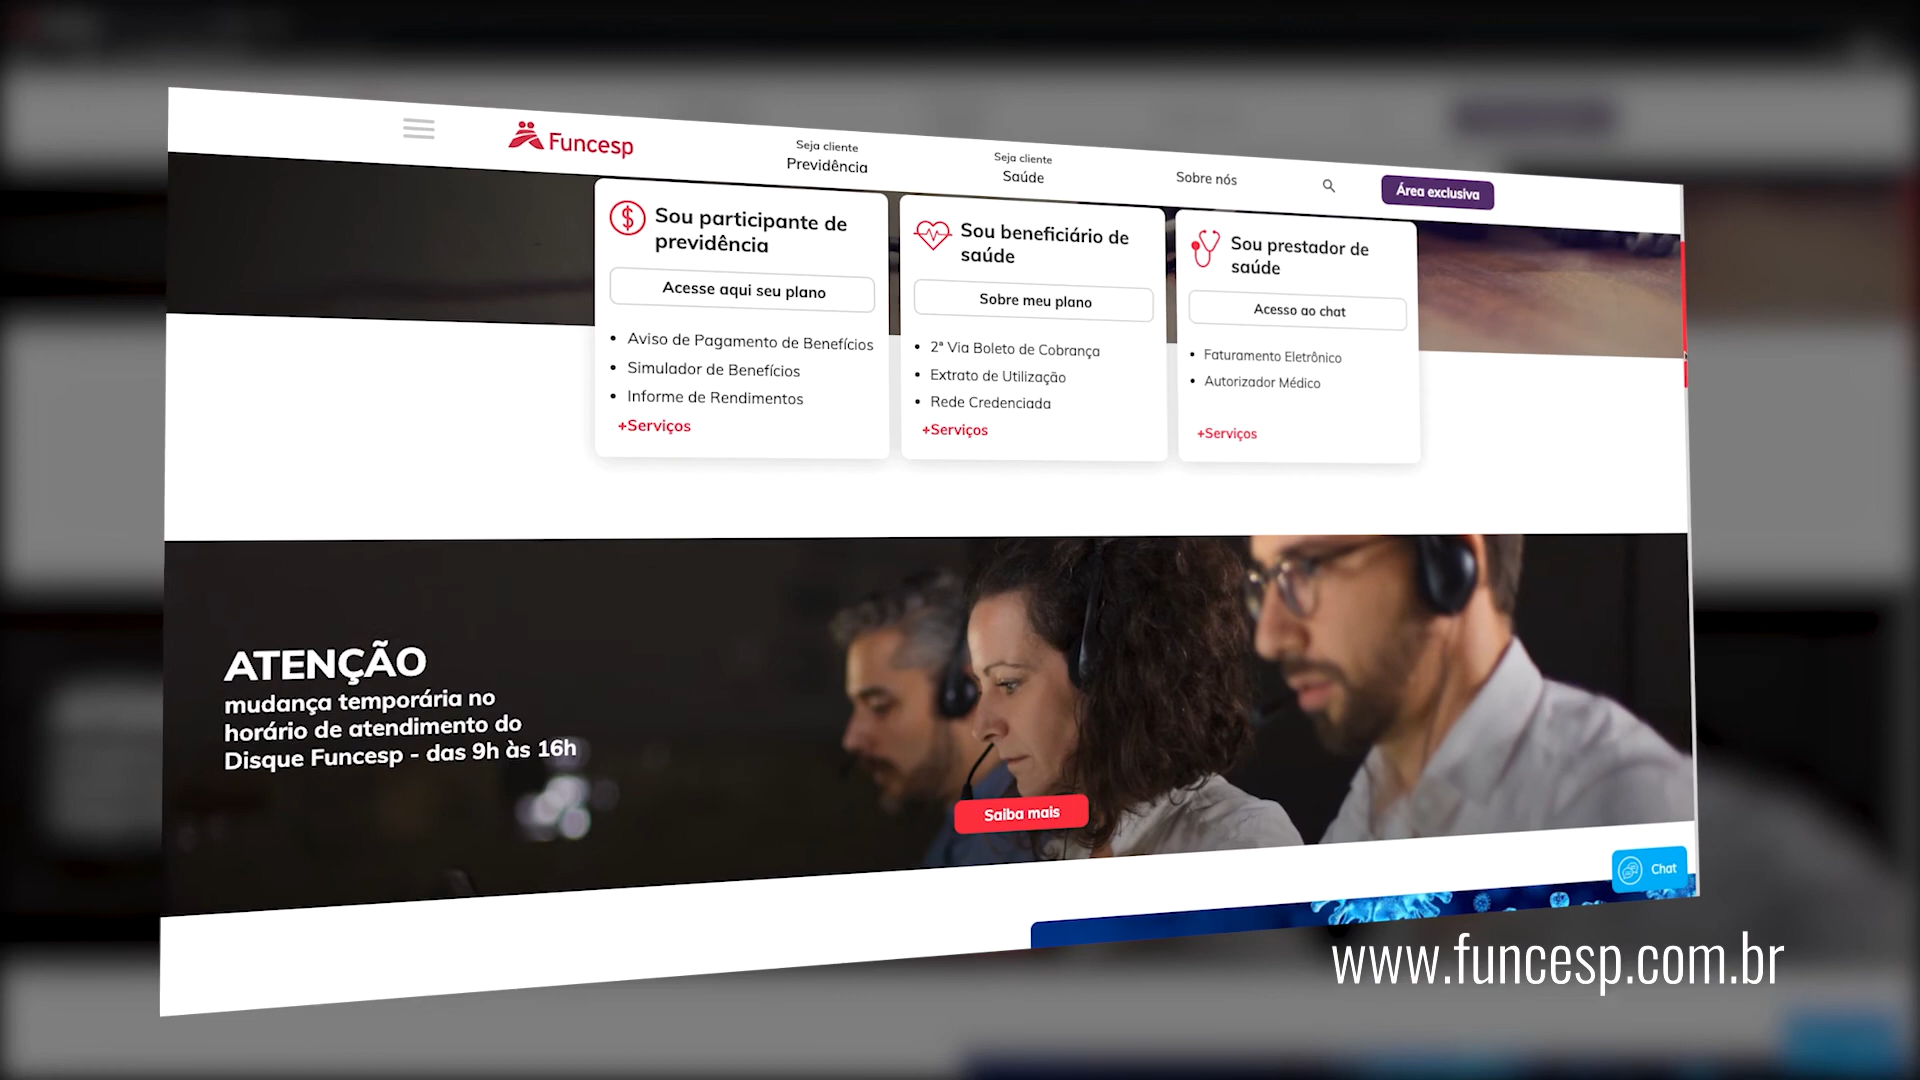 Funcesp
Seja cliente
Previdência
Seja cliente
Saúde
Sobre nós
Área exclusiva
Sou participante de
previdência
Acesse aqui seu plano
Aviso de Pagamento de Benefícios
Simulador de Benefícios
Informe de Rendimentos
+Serviços
Sou beneficiário de
saúde
Sobre meu plano
2ª Via Boleto de Cobrança
Extrato de Utilização
Rede Credenciada
+Serviços
Sou prestador de
saúde
Acesso ao chat
Faturamento Eletrônico
Autorizador Médico
+Serviços
ATENÇÃO
mudança temporária no
horário de atendimento do
Disque Funcesp - das 9h às 16h
Saiba mais
Chat
www.funcesp.com.br